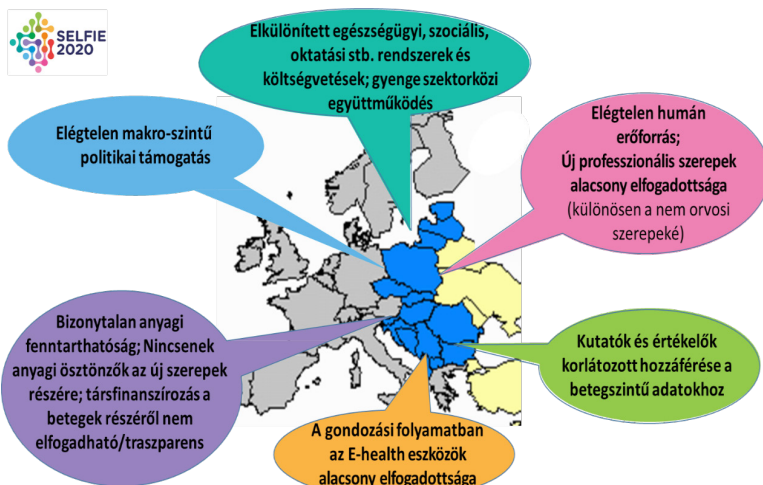 SELFIE
2020
Elkülönített egészségügyi, szociális,
oktatási stb. rendszerek és
költségvetések; gyenge szektorközi
együttműködés
Elégtelen makro-szintű
politikai támogatás
Elégtelen humán
erőforrás;
Új professzionális szerepek
alacsony elfogadottsága
(különösen a nem orvosi
szerepeké)
Bizonytalan anyagi
fenntarthatóság; Nincsenek
anyagi ösztönzők az új szerepek
részére; társfinanszírozás a
betegek részéről nem
elfogadható/traszparens
Kutatók és értékelők
korlátozott hozzáférése a
betegszintű adatokhoz
A gondozási folyamatban
az E-health eszközök
alacsony elfogadottsága